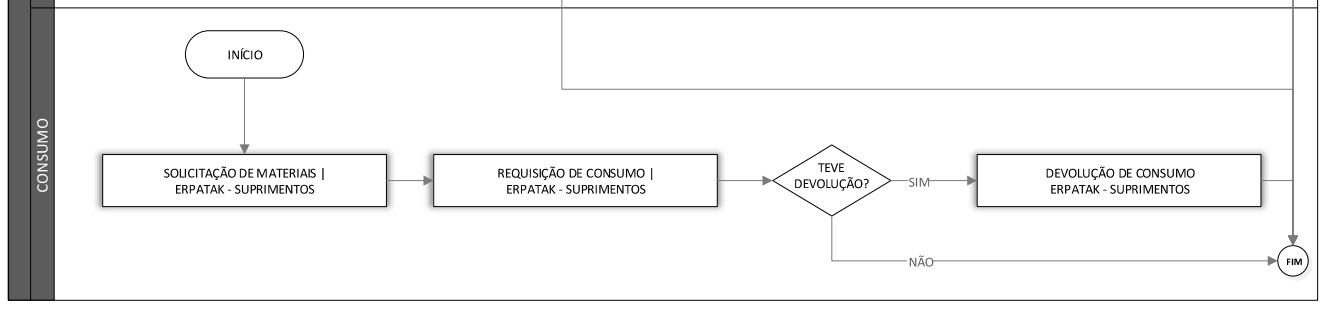 CONSUMO
INÍCIO
SOLICITAÇÃO DE MATERIAIS |
ERPATAK - SUPRIMENTOS
REQUISIÇÃO DE CONSUMO |
ERPATAK - SUPRIMENTOS
TEVE
DEVOLUÇÃO?
SIM
DEVOLUÇÃO DE CONSUMO
ERPATAK - SUPRIMENTOS
NÃO
FIM